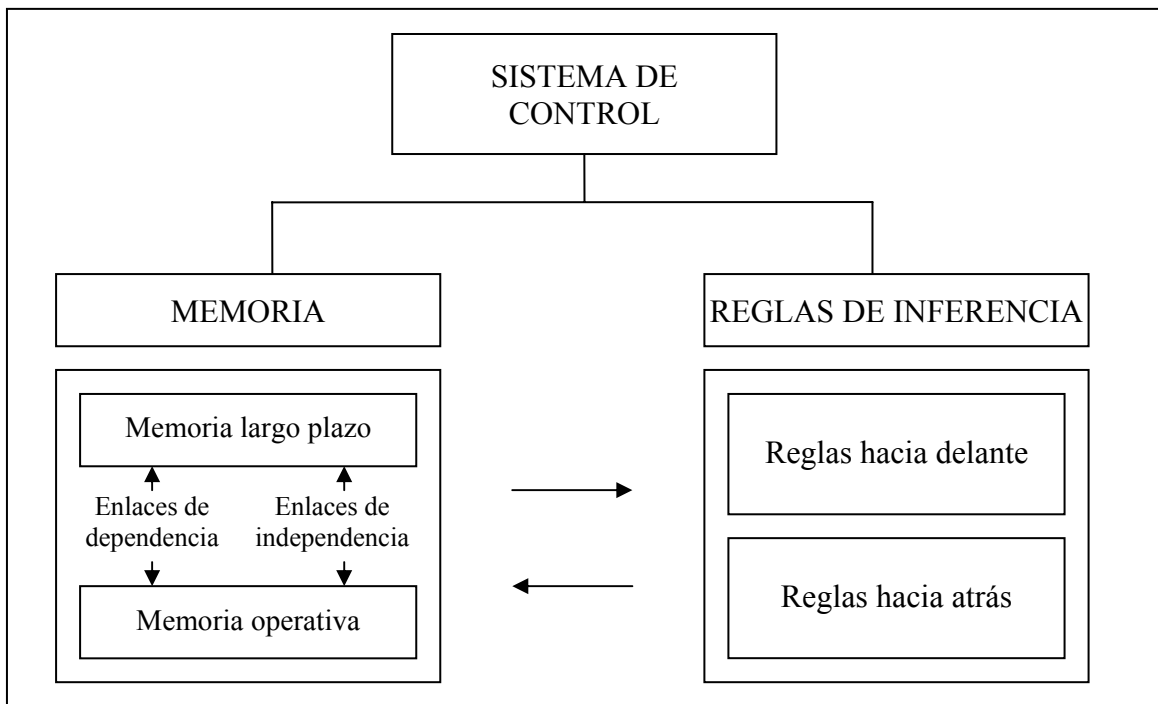 SISTEMA DE
CONTROL
MEMORIA
REGLAS DE INFERENCIA
Memoria largo plazo
Enlaces de
dependencia
Enlaces de
independencia
Memoria operativa
Reglas hacia delante
Reglas hacia atrás